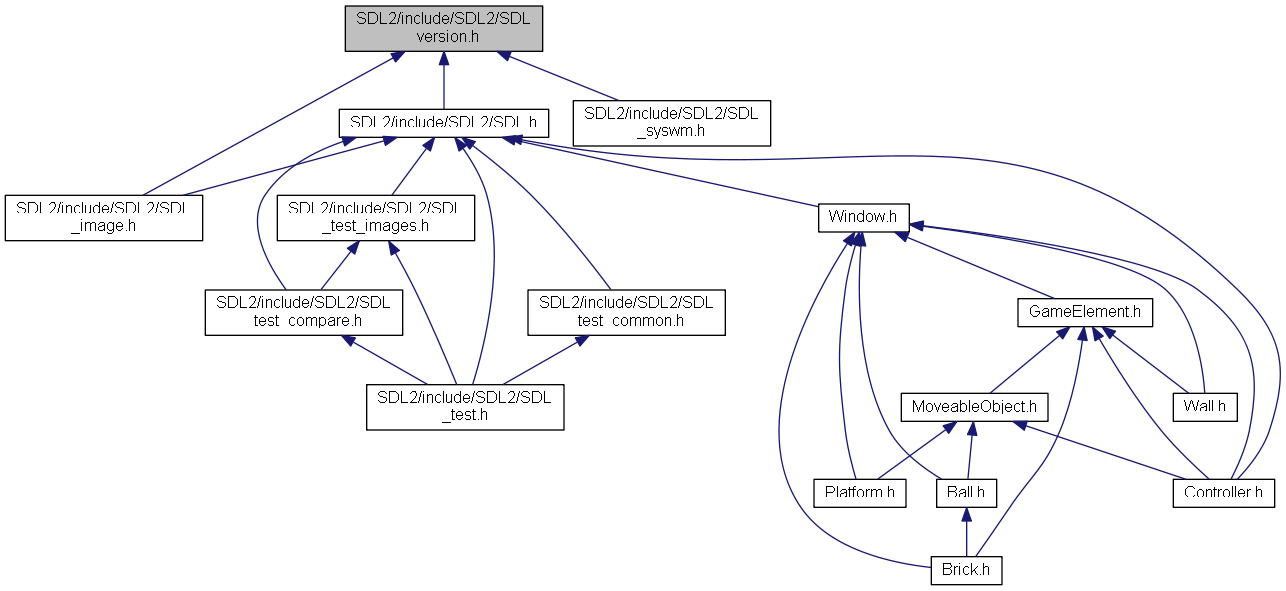 SDL2/include/SDL2/SDL
version.h
SDL2/include/SDL2/SDL.h
SDL2/include/SDL2/SDL
_syswm.h
SDL2/include/SDL2/SDL
_image.h
SDL2/include/SDL2/SDL
_test_images.h
Window.h
SDL2/include/SDL2/SDL
test_compare.h
SDL2/include/SDL2/SDL
test_common.h
GameElement.h
SDL2/include/SDL2/SDL
_test.h
MoveableObject.h
Wall.h
Platform.h
Ball.h
Controller.h
Brick.h